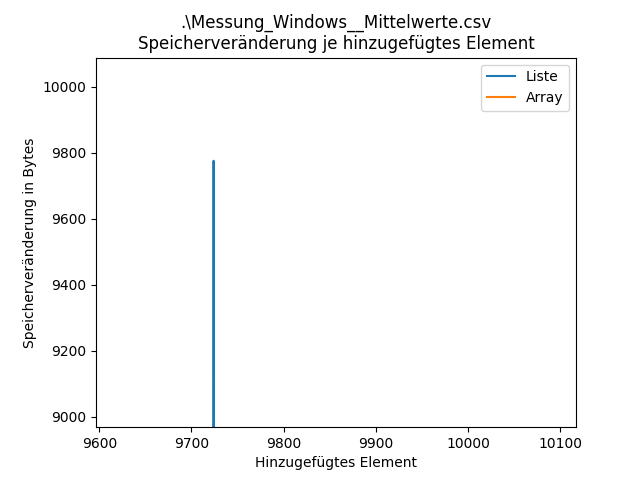 .\Messung_Windows__Mittelwerte.csv
Speicherveränderung je hinzugefügtes Element
Liste
Array
Speicherveränderung in Bytes
10000
9800
9600
9400
9200
9000
9600 9700 9800 9900 10000 10100
Hinzugefügtes Element